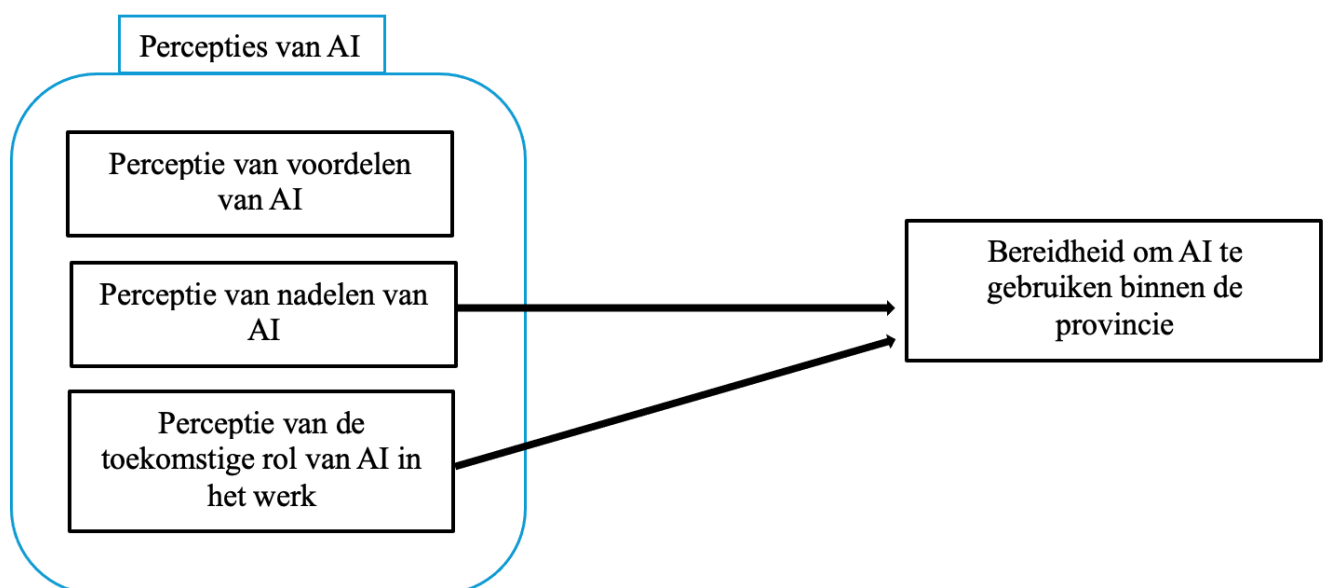 Percepties van AI
Perceptie van voordelen
van AI
Perceptie van nadelen van
AI
Perceptie van de
toekomstige rol van AI in
het werk
Bereidheid om AI te
gebruiken binnen de
provincie